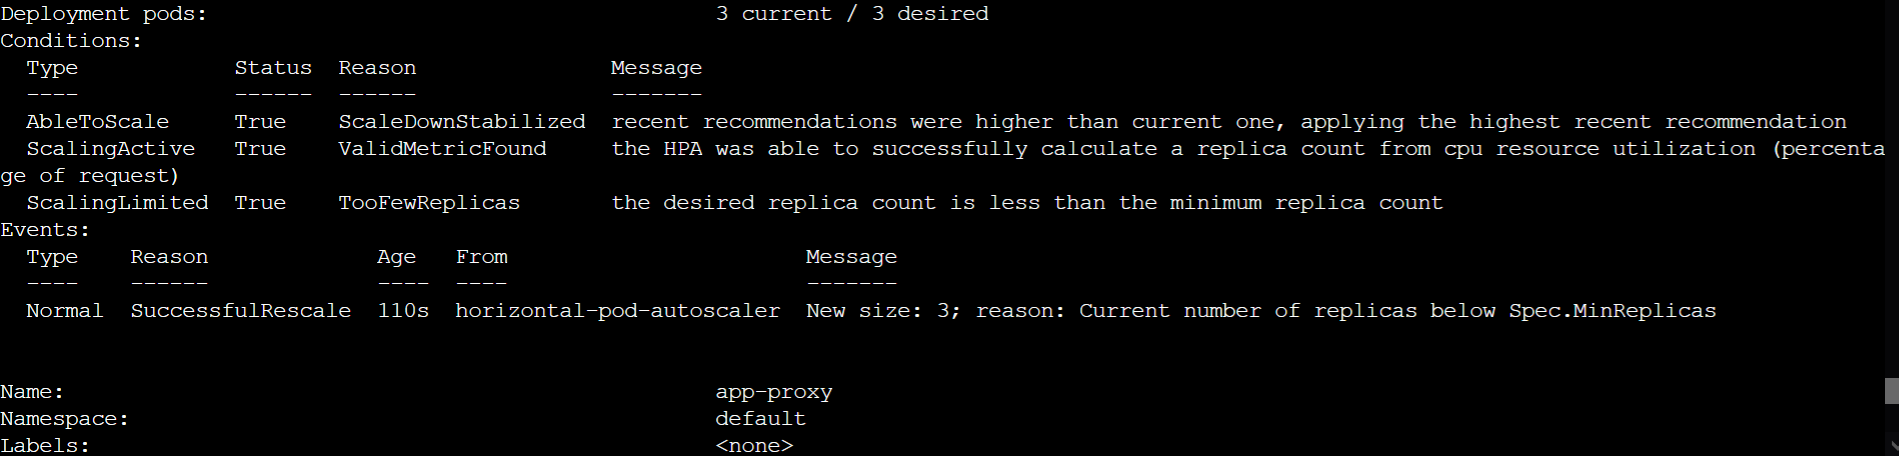 Deployment pods: 3 current / 3 desired
Conditions:
Type Status Reason Message
---- ------ ------ -------
AbleToScale True ScaleDownStabilized recent recommendations were higher than current one, applying the highest recent recommendation
ScalingActive True ValidMetricFound the HPA was able to successfully calculate a replica count from cpu resource utilization (percenta
ge of request)
ScalingLimited True TooFewReplicas the desired replica count is less than the minimum replica count
Events:
Type Reason Age From Message
---- ------ ---- ---- -------
Normal SuccessfulRescale 110s horizontal-pod-autoscaler New size: 3; reason: Current number of replicas below Spec.MinReplicas
Name: app-proxy
Namespace: default
Labels: <none>